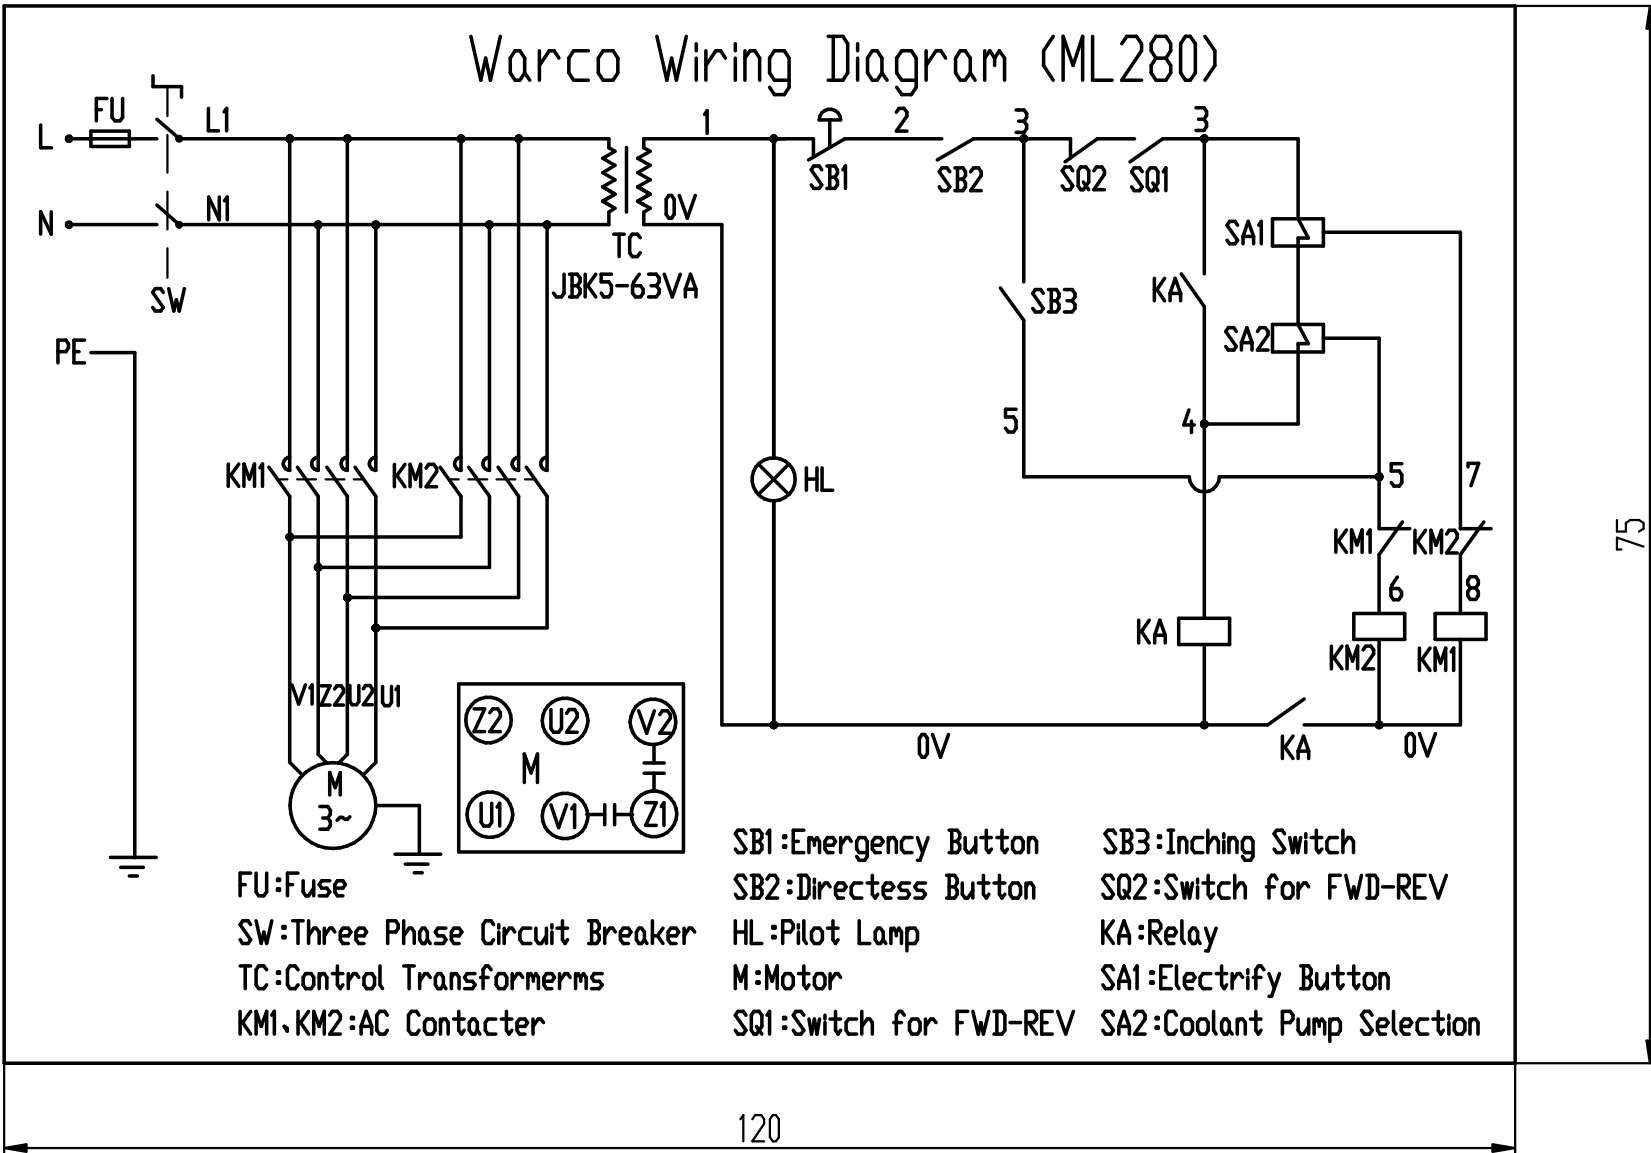 Warco Wiring Diagram (ML280)
FU
L
L1
1
2
3
3
SB1
SB2
SQ2
SQ1
N
N1
0V
TC
JBK5-63VA
SA1
SW
SB3
KA
SA2
PE
5
4
KM1
KM2
HL
5
7
KM1
KM2
6
8
KA
KM2
KM1
V1 Z2 U2 U1
Z2
U2
V2
0V
KA
0V
M
M
3~
U1
V1
Z1
SB1:Emergency Button
SB3:Inching Switch
FU:Fuse
SB2:Directess Button
SQ2:Switch for FWD-REV
SW:Three Phase Circuit Breaker
HL:Pilot Lamp
KA:Relay
TC:Control Transformerms
M:Motor
SA1:Electrify Button
KM1、KM2:AC Contacter
SQ1:Switch for FWD-REV
SA2:Coolant Pump Selection
75
120